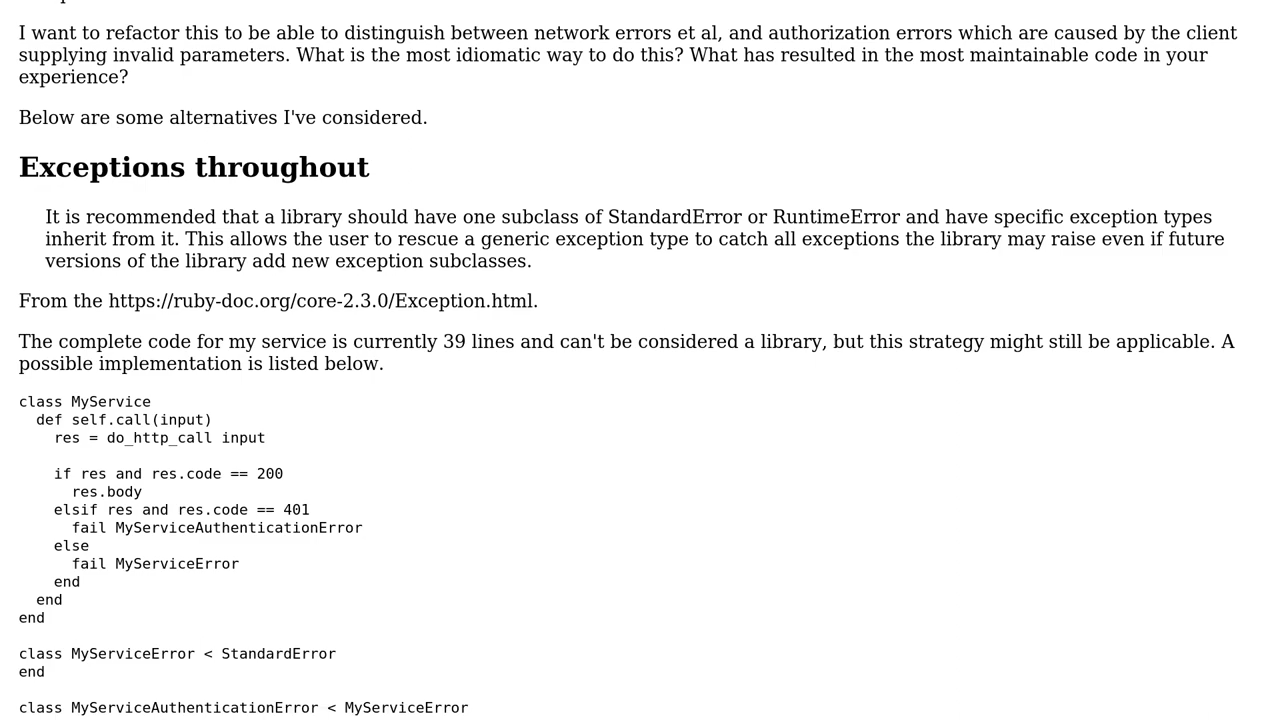 I want to refactor this to be able to distinguish between network errors et al, and authorization errors which are caused by the client
supplying invalid parameters. What is the most idiomatic way to do this? What has resulted in the most maintainable code in your
experience?
Below are some alternatives I've considered.
Exceptions throughout
It is recommended that a library should have one subclass of StandardError or RuntimeError and have specific exception types
inherit from it. This allows the user to rescue a generic exception type to catch all exceptions the library may raise even if future
versions of the library add new exception subclasses.
From the https://ruby-doc.org/core-2.3.0/Exception.html.
The complete code for my service is currently 39 lines and can't be considered a library, but this strategy might still be applicable. A
possible implementation is listed below.
class MyService
  def self.call(input)
    res = do_http_call input
    if res and res.code == 200
      res.body
    elsif res and res.code == 401
      fail MyServiceAuthenticationError
    else
      fail MyServiceError
    end
  end
end
class MyServiceError < StandardError
end
class MyServiceAuthenticationError < MyServiceError